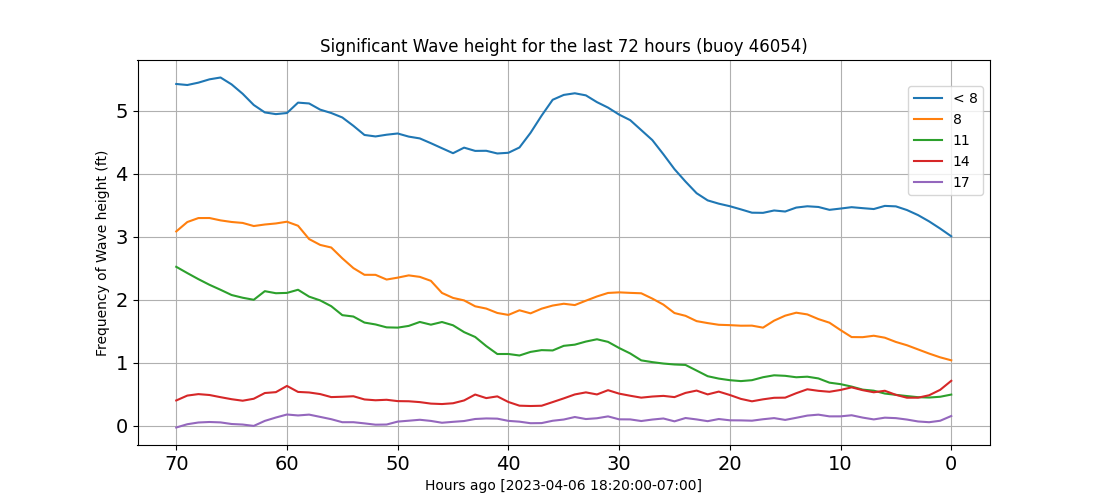 Significant Wave height for the last 72 hours (buoy 46054)
Frequency of Wave height (ft)
5
4
3
2
1
0
< 8
8
11
14
17
70 60 50 40 30 20 10 0
Hours ago [2023-04-06 18:20:00-07:00]